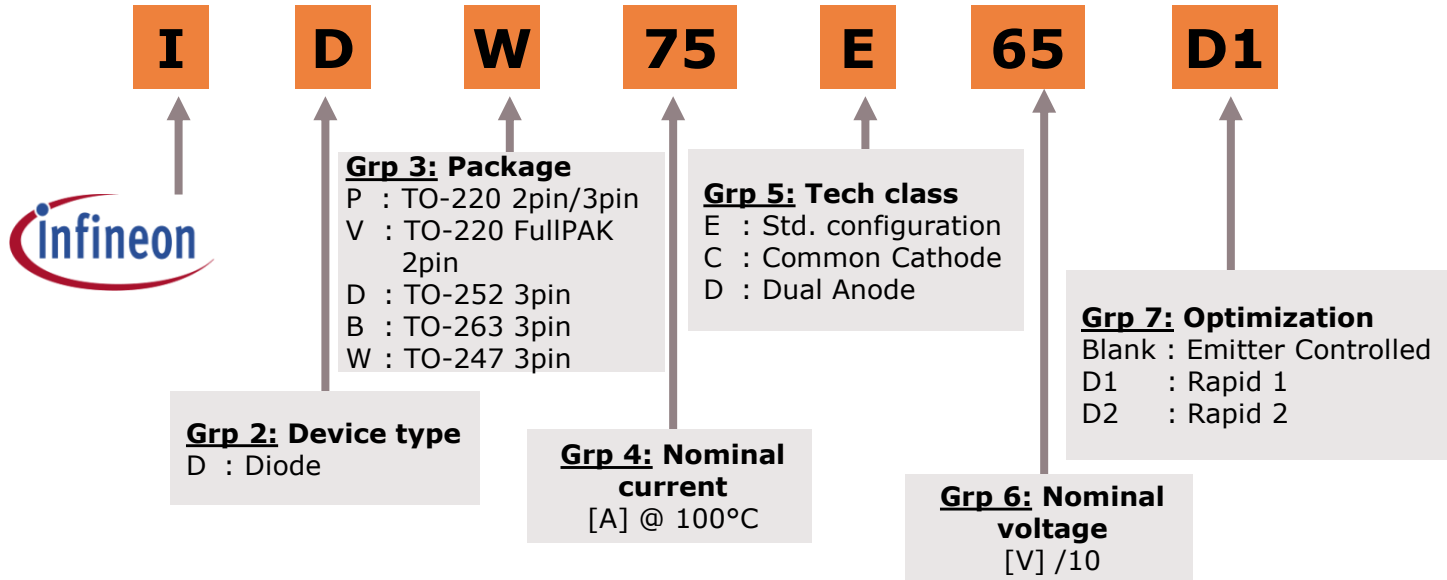 I D W 75 E 65 D1
infineon
Grp 2: Device type
D : Diode
Grp 3: Package
P : TO-220 2pin/3pin
V : TO-220 FullPAK
2pin
D : TO-252 3pin
B : TO-263 3pin
W : TO-247 3pin
Grp 4: Nominal
current
[A] @ 100°C
Grp 5: Tech class
E : Std. configuration
C : Common Cathode
D : Dual Anode
Grp 6: Nominal
voltage
[V] /10
Grp 7: Optimization
Blank : Emitter Controlled
D1 : Rapid 1
D2 : Rapid 2